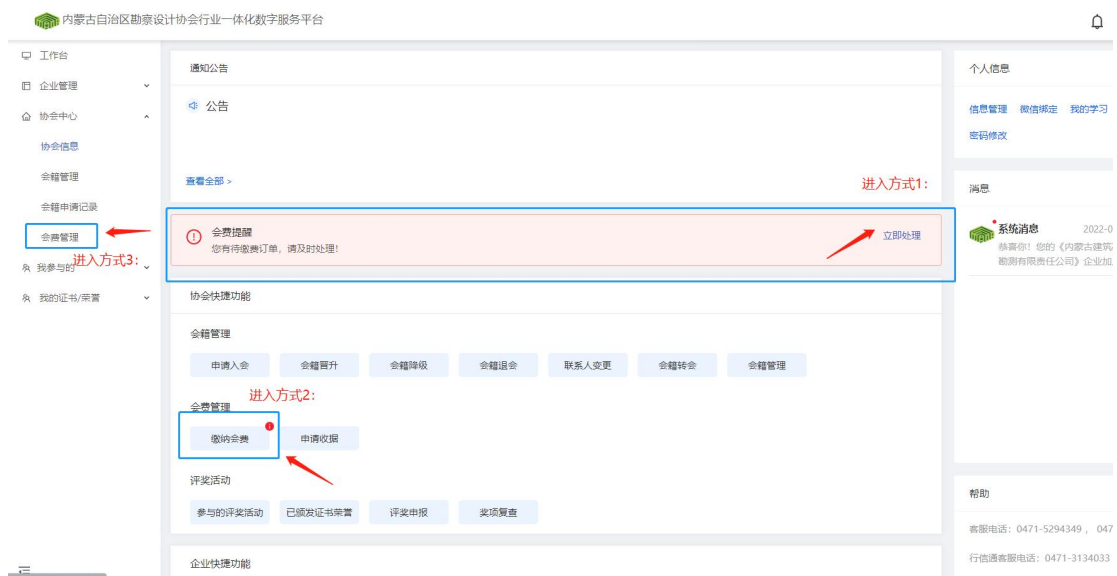 内蒙古自治区勘察设计协会行业一体化数字服务平台
工作台
企业管理
协会中心
协会信息
会籍管理
会籍申请记录
会费管理
进入方式3:
我参与的
我的证书/荣誉
通知公告
公告
查看全部 >
进入方式1:
会费提醒
您有待缴费订单，请及时处理!
立即处理
协会快捷功能
会籍管理
申请入会 会籍晋升 会籍降级 会籍退会 联系人变更 会籍转会 会籍管理
进入方式2:
会费管理
缴纳会费 申请收据
评奖活动
参与的评奖活动 已颁发证书荣誉 评奖申报 奖项复查
企业快捷功能
个人信息
信息管理 微信绑定 我的学习
密码修改
消息
系统消息 2022-0
恭喜你! 您的《内蒙古建筑
勘测有限责任公司》企业加
帮助
客服电话: 0471-5294349 , 047
行信通客服电话: 0471-3134033